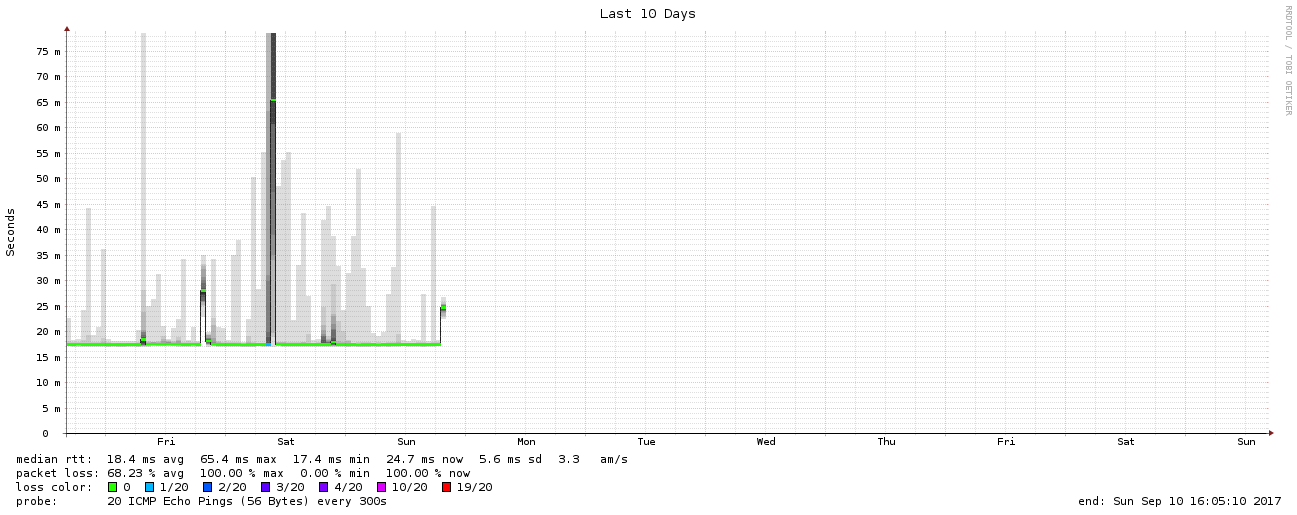 Last 10 Days
RRDTOOL / TOBI OETIKER
Seconds
75 m
70 m
65 m
60 m
55 m
50 m
45 m
40 m
35 m
30 m
25 m
20 m
15 m
10 m
5 m
0
Fri Sat Sun Mon Tue Wed Thu Fri Sat Sun
median rtt: 18.4 ms avg 65.4 ms max 17.4 ms min 24.7 ms now 5.6 ms sd 3.3 am/s
packet loss: 68.23 % avg 100.00 % max 0.00 % min 100.00 % now
loss color: 0 1/20 2/20 3/20 4/20 10/20 19/20
probe: 20 ICMP Echo Pings (56 Bytes) every 300s end: Sun Sep 10 16:05:10 2017